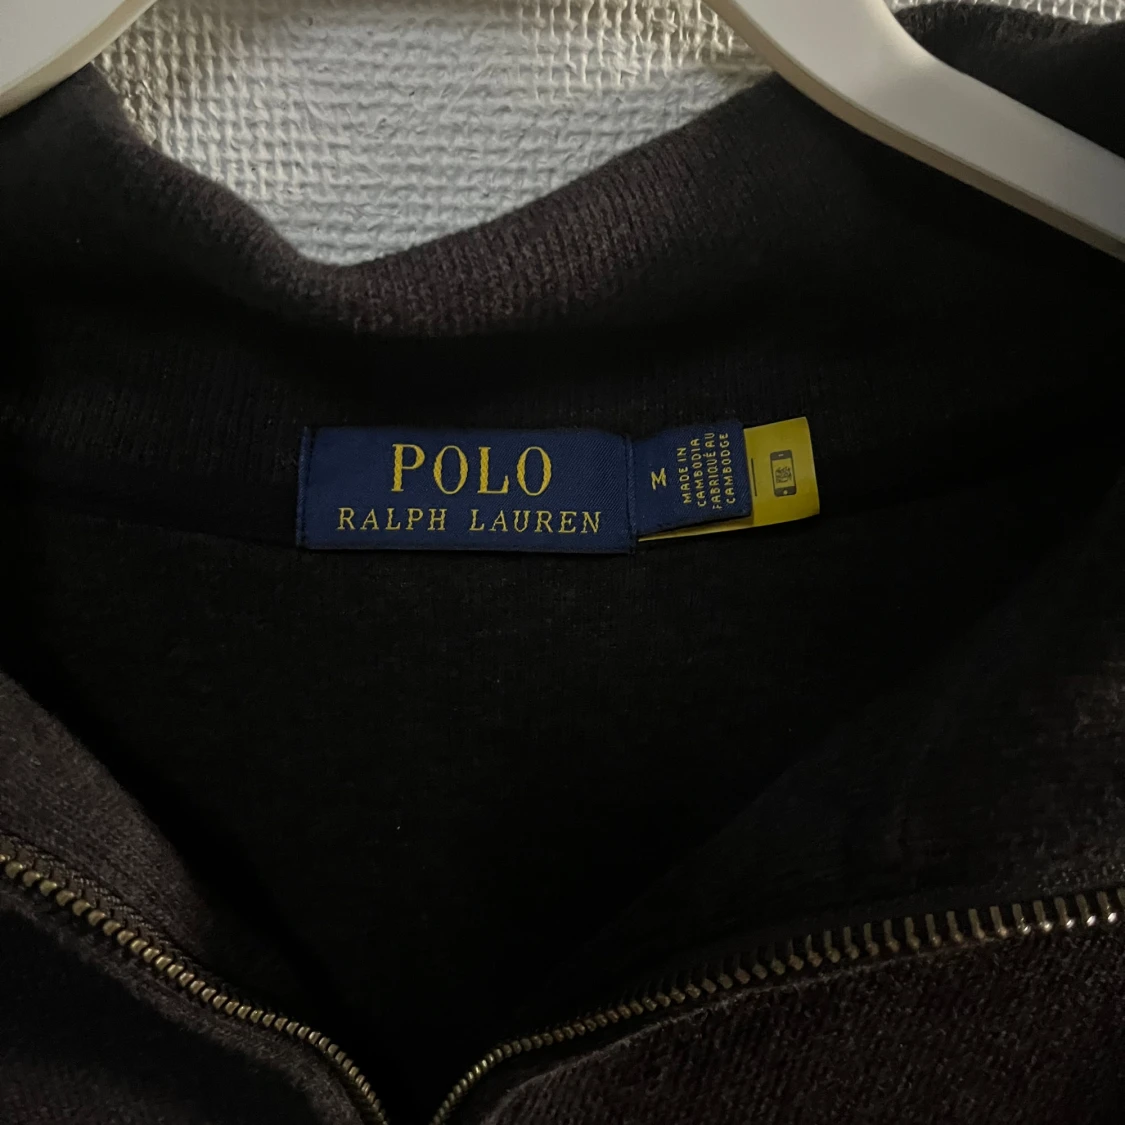 POLO
RALPH LAUREN
M
MADE IN
CAMBODIA
FABRIQUÉ AU
CAMBODGE